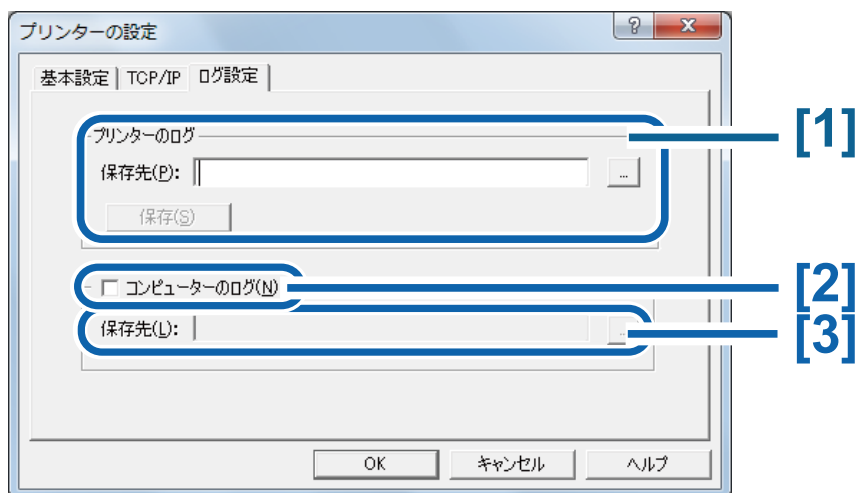 プリンターの設定
基本設定 TCP/IP ログ設定
プリンターのログ [1]
保存先(P): ...
保存(S)
コンピューターのログ(N) [2]
保存先(L): ... [3]
OK キャンセル ヘルプ